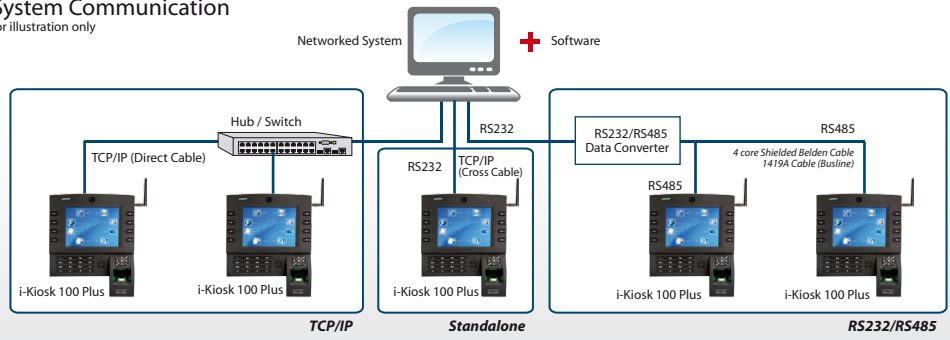 System Communication
or illustration only
Networked System
Software
Hub / Switch
TCP/IP (Direct Cable)
i-Kiosk 100 Plus
i-Kiosk 100 Plus
TCP/IP
RS232
TCP/IP
(Cross Cable)
i-Kiosk 100 Plus
Standalone
RS232
RS232/RS485
Data Converter
RS485
4 core Shielded Belden Cable
1419A Cable (Busline)
RS485
i-Kiosk 100 Plus
i-Kiosk 100 Plus
RS232/RS485